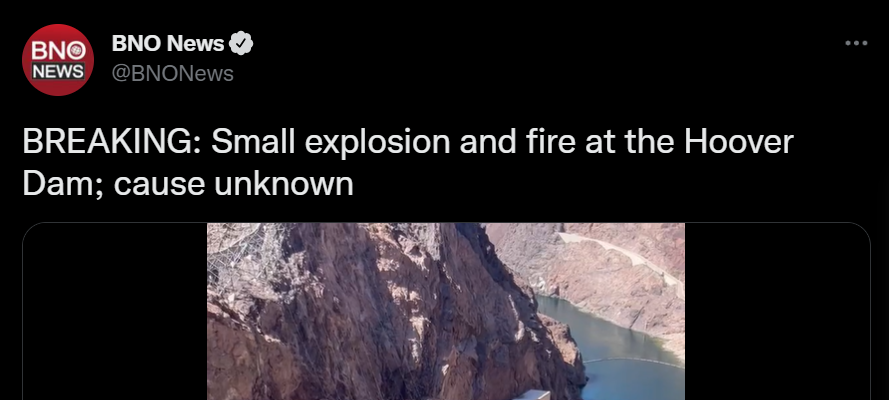 BNO
NEWS
BNO News
@BNONews
BREAKING: Small explosion and fire at the Hoover
Dam; cause unknown